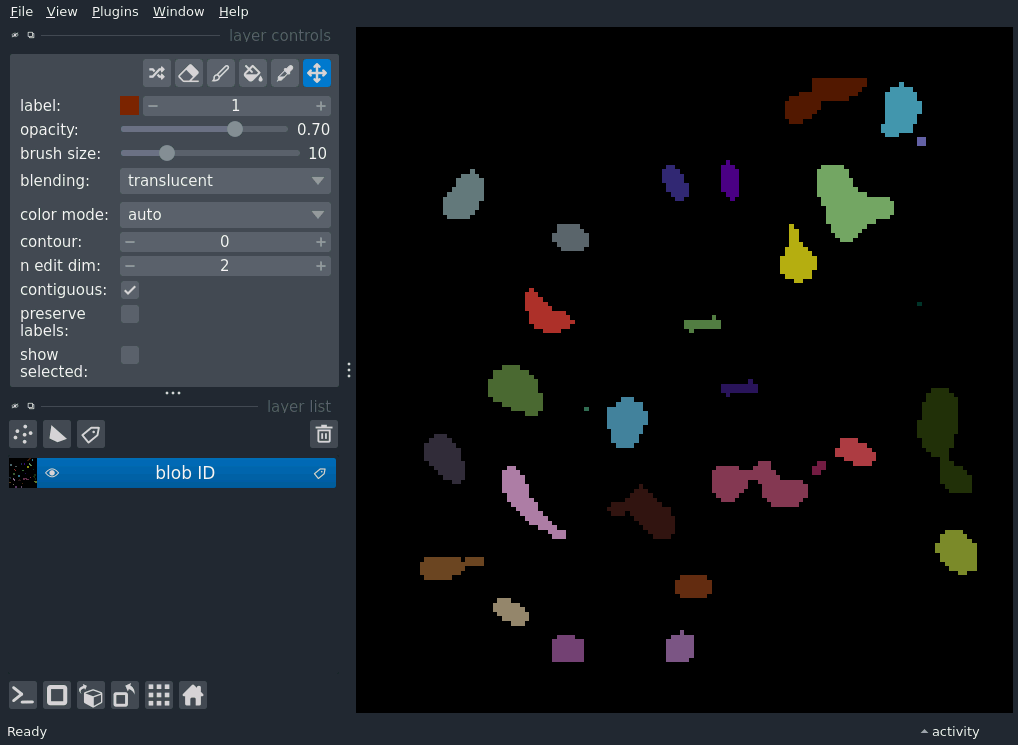 File View Plugins Window Help
layer controls
label: 1
opacity: 0.70
brush size: 10
blending: translucent
color mode: auto
contour: 0
n edit dim: 2
contiguous:
preserve
labels:
show
selected:
layer list
blob ID
Ready
activity